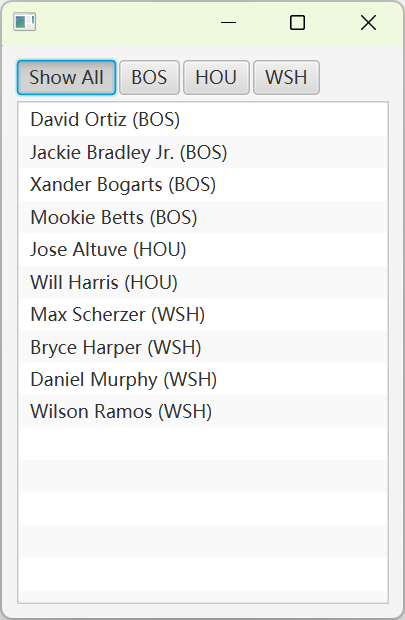 Show All BOS HOU WSH
David Ortiz (BOS)
Jackie Bradley Jr. (BOS)
Xander Bogarts (BOS)
Mookie Betts (BOS)
Jose Altuve (HOU)
Will Harris (HOU)
Max Scherzer (WSH)
Bryce Harper (WSH)
Daniel Murphy (WSH)
Wilson Ramos (WSH)